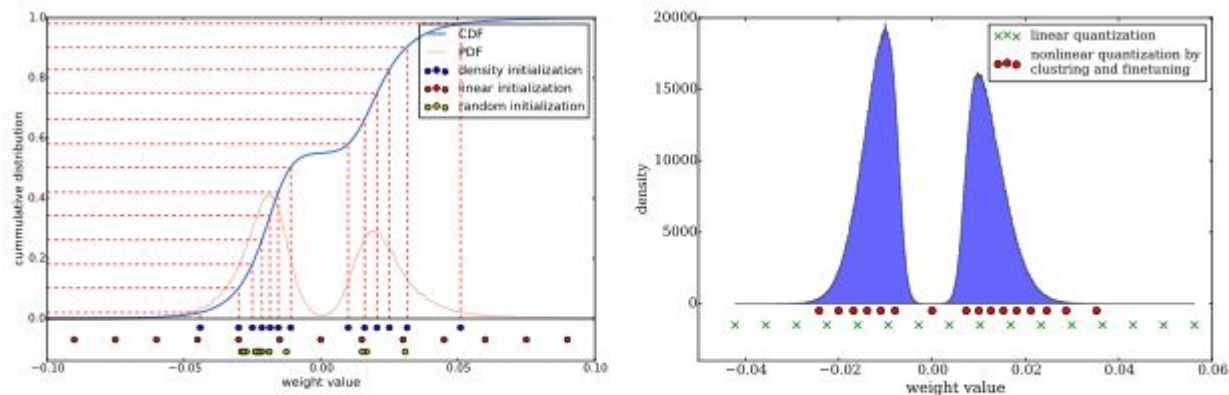 1.0
0.8
0.6
0.4
0.2
0.0
cummulative distribution
CDF
PDF
density initialization
linear initialization
random initialization
−0.10
−0.05
0.00
0.05
0.10
weight value
20000
15000
10000
5000
0
density
linear quantization
nonlinear quantization by
clustring and finetuning
−0.04
−0.02
0.00
0.02
0.04
0.06
weight value